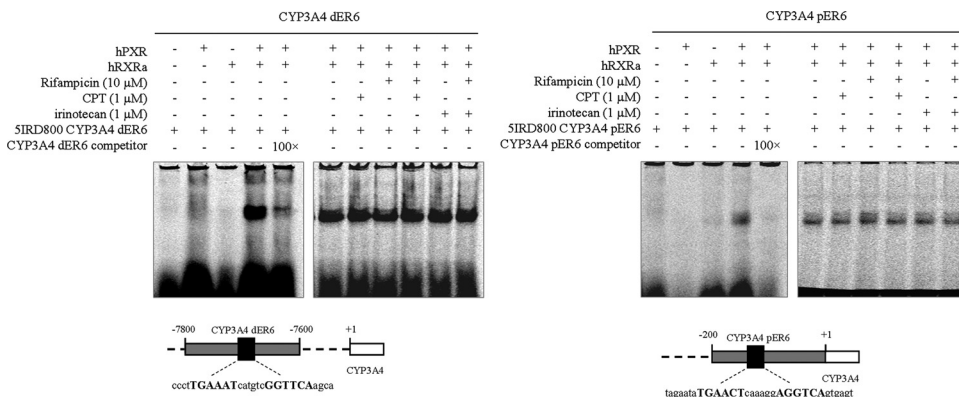 CYP3A4 dER6
hPXR - + - + + + + + + + +
hRXRa - - + + + + + + + + +
Rifampicin (10 µM) - - - - - - - + + - +
CPT (1 µM) - - - - - - + - + - -
irinotecan (1 µM) - - - - - - - - - + +
5IRD800 CYP3A4 dER6 + + + + + + + + + + +
CYP3A4 dER6 competitor 100×
-7800 CYP3A4 dER6 -7600 +1
CYP3A4
ccctTGAAATcatgtcGGTTCAagca
CYP3A4 pER6
hPXR - + - + + + + + + + +
hRXRa - - + + + + + + + + +
Rifampicin (10 µM) - - - - - - - + + - +
CPT (1 µM) - - - - - - + - + - -
irinotecan (1 µM) - - - - - - - - - + +
5IRD800 CYP3A4 pER6 + + + + + + + + + + +
CYP3A4 pER6 competitor 100×
-200 CYP3A4 pER6 +1
CYP3A4
tagaataTGAACTcaaaggAGGTCAgtgagt